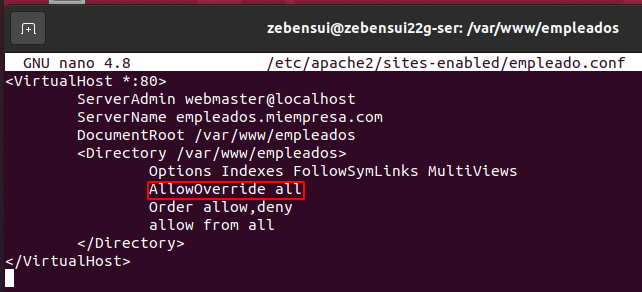 zebensui@zebensui22g-ser: /var/www/empleados
GNU nano 4.8 /etc/apache2/sites-enabled/empleado.conf
<VirtualHost *:80>
ServerAdmin webmaster@localhost
ServerName empleados.miempresa.com
DocumentRoot /var/www/empleados
<Directory /var/www/empleados>
Options Indexes FollowSymLinks MultiViews
AllowOverride all
Order allow,deny
allow from all
</Directory>
</VirtualHost>